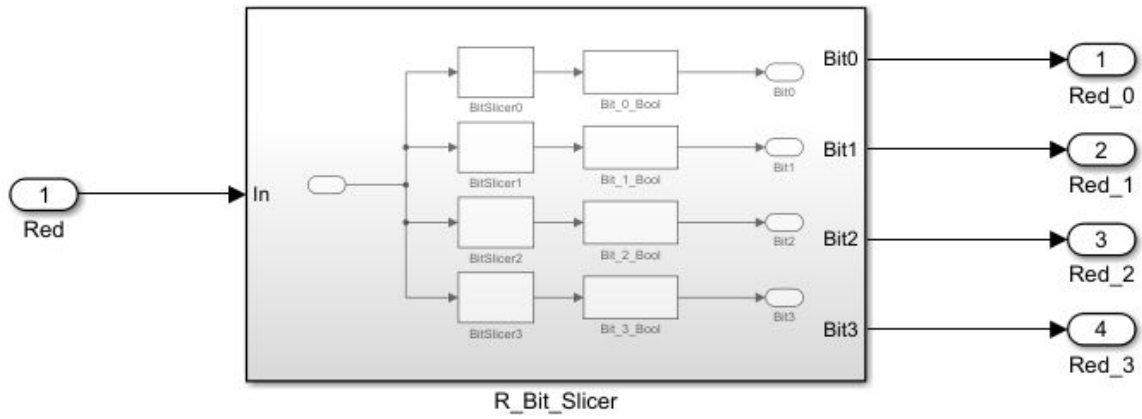 Bit0
1
Red_0
BitSlicer0
Bit_0_Bool
Bit0
Bit1
2
Red_1
BitSlicer1
Bit_1_Bool
Bit1
1
Red
In
Bit2
3
Red_2
BitSlicer2
Bit_2_Bool
Bit2
Bit3
4
Red_3
BitSlicer3
Bit_3_Bool
Bit3
R_Bit_Slicer